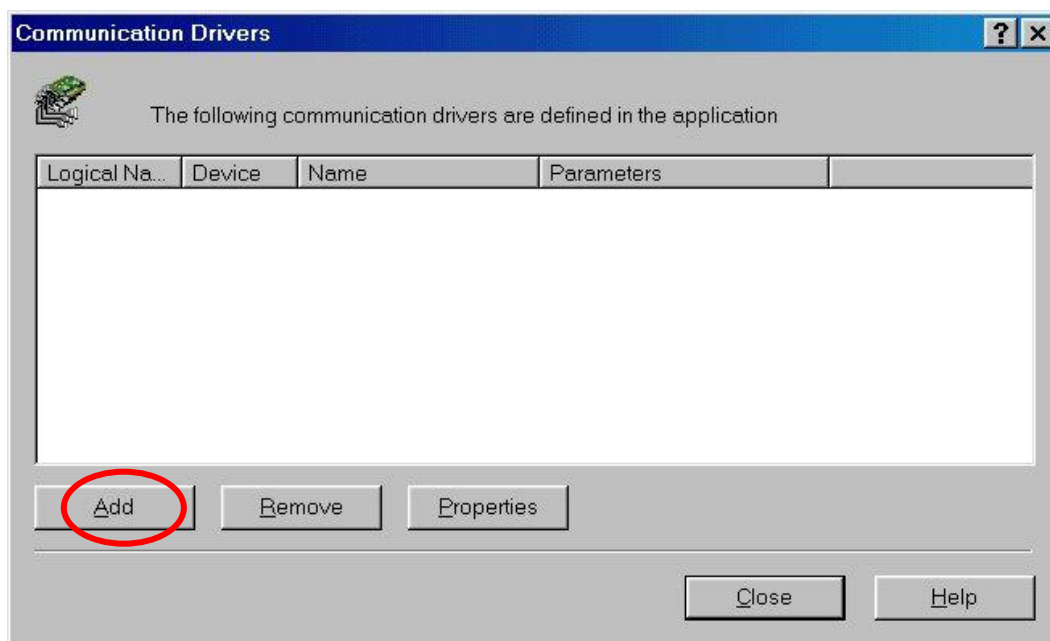 Communication Drivers
The following communication drivers are defined in the application
Logical Na... Device Name Parameters
Add Remove Properties
Close Help